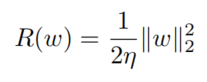 R(w) = \frac{1}{2\eta} \|w\|_2^2